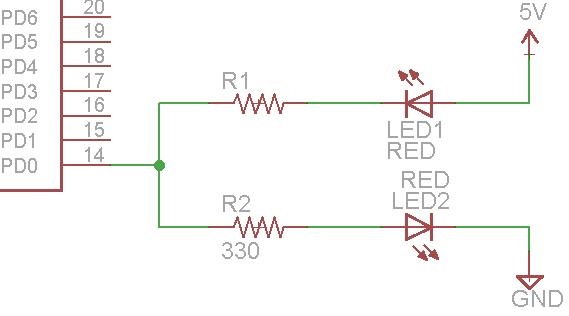 PD6 20
PD5 19
PD4 18
PD3 17
PD2 16
PD1 15
PD0 14
5V
R1
LED1
RED
RED
LED2
R2
330
GND